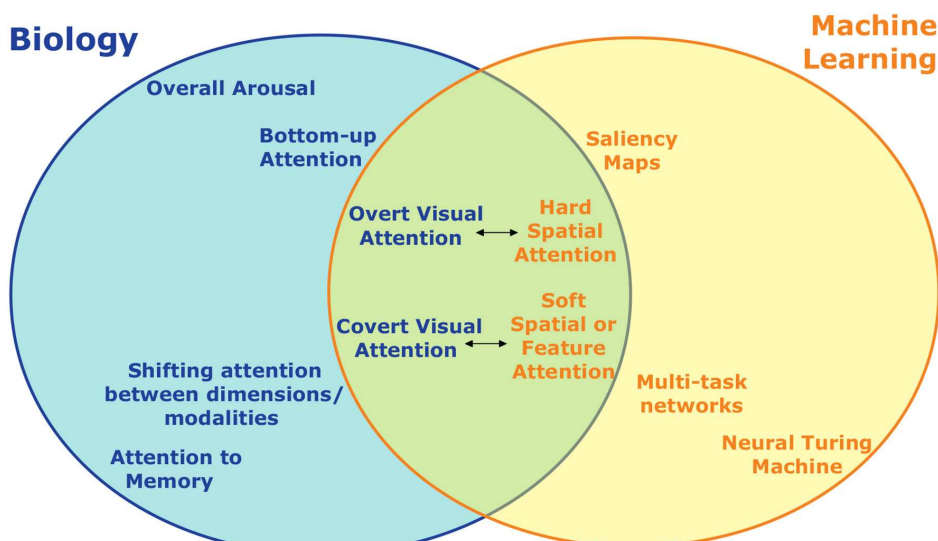 Biology
Machine
Learning
Overall Arousal
Bottom-up
Attention
Saliency
Maps
Overt Visual
Attention
Hard
Spatial
Attention
Covert Visual
Attention
Soft
Spatial or
Feature
Attention
Shifting attention
between dimensions/
modalities
Multi-task
networks
Attention to
Memory
Neural Turing
Machine